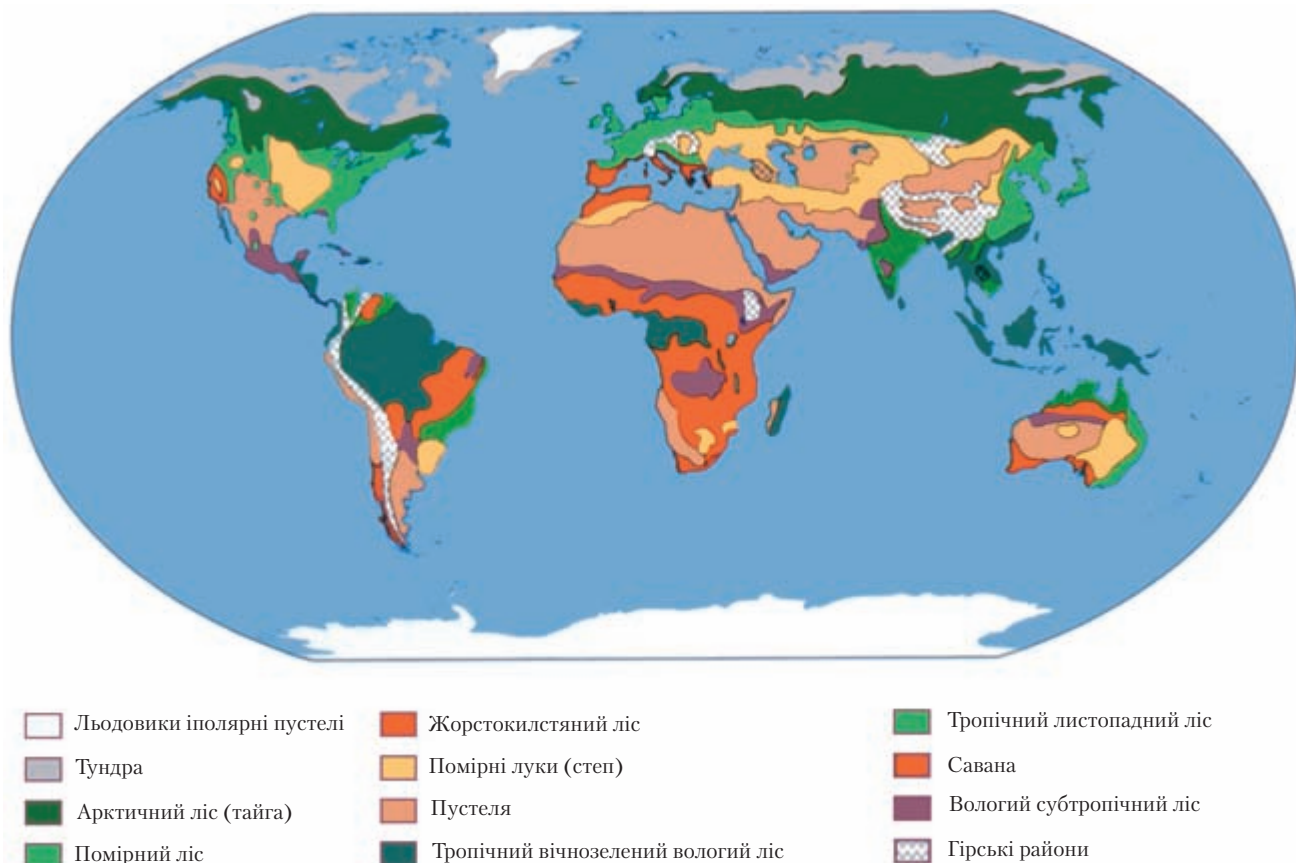 Льодовики іполярні пустелі
Тундра
Арктичний ліс (тайга)
Помірний ліс
Жорстокилстяний ліс
Помірні луки (степ)
Пустеля
Тропічний вічнозелений вологий ліс
Тропічний листопадний ліс
Савана
Вологий субтропічний ліс
Гірські райони